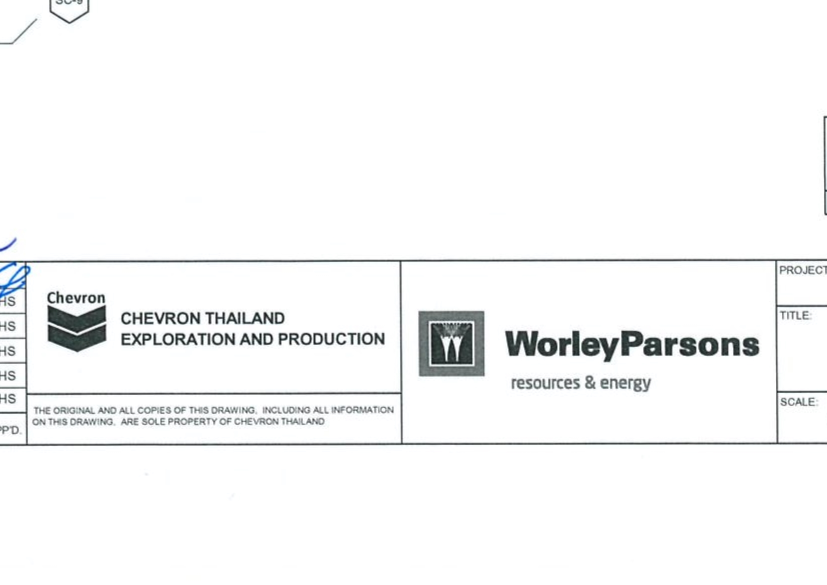 SC-9
HS
HS
HS
HS
HS
PP'D.
Chevron
CHEVRON THAILAND
EXPLORATION AND PRODUCTION
THE ORIGINAL AND ALL COPIES OF THIS DRAWING, INCLUDING ALL INFORMATION
ON THIS DRAWING, ARE SOLE PROPERTY OF CHEVRON THAILAND
WorleyParsons
resources & energy
PROJECT
TITLE:
SCALE: